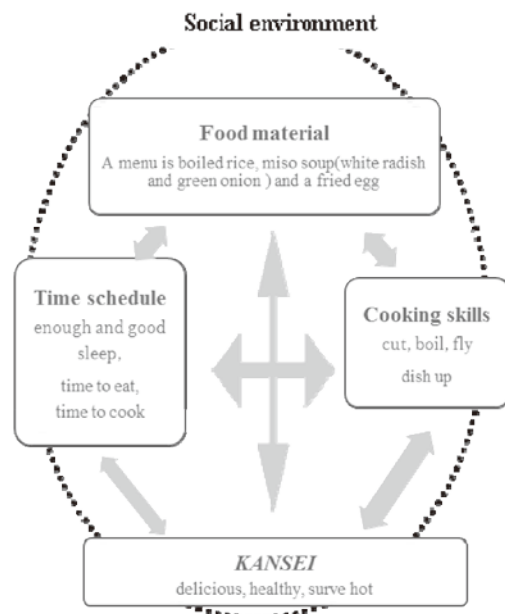 Social environment
Food material
A menu is boiled rice, miso soup(white radish
and green onion ) and a fried egg
Time schedule
enough and good
sleep,
time to eat,
time to cook
Cooking skills
cut, boil, fly
dish up
KANSEI
delicious, healthy, surve hot